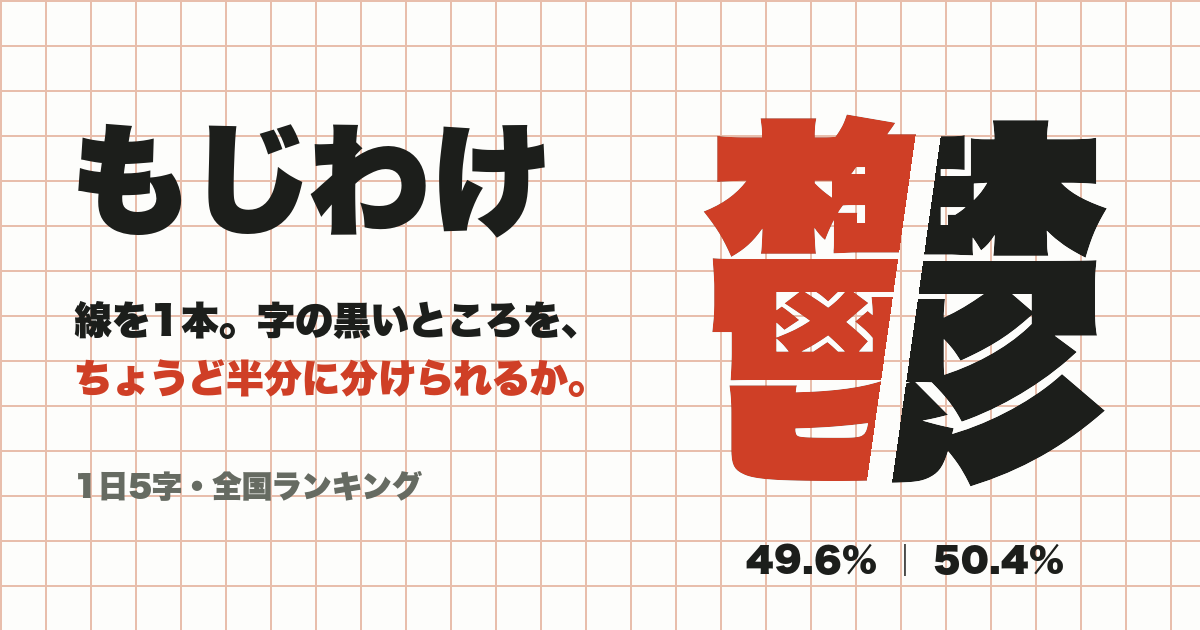 もじわけ
線を1本。字の黒いところを、
ちょうど半分に分けられるか。
1日5字・全国ランキング
鬱
49.6% | 50.4%